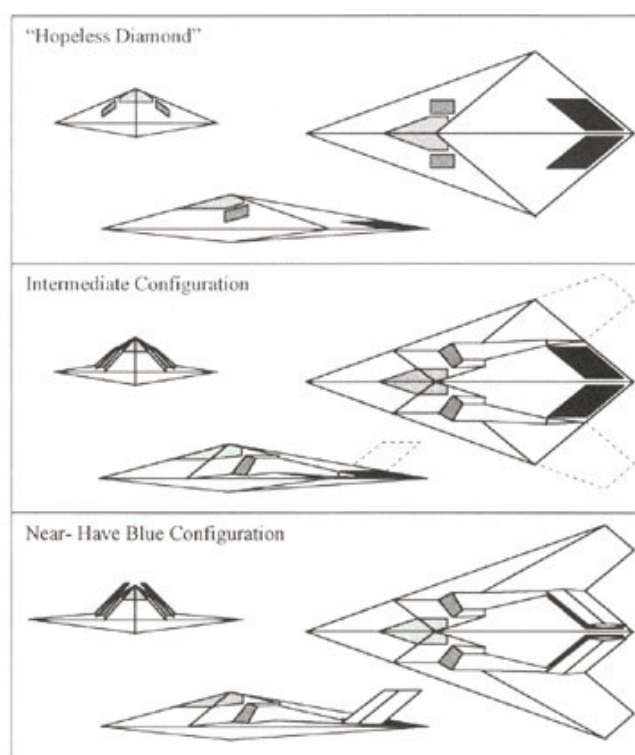 “Hopeless Diamond”
Intermediate Configuration
Near- Have Blue Configuration